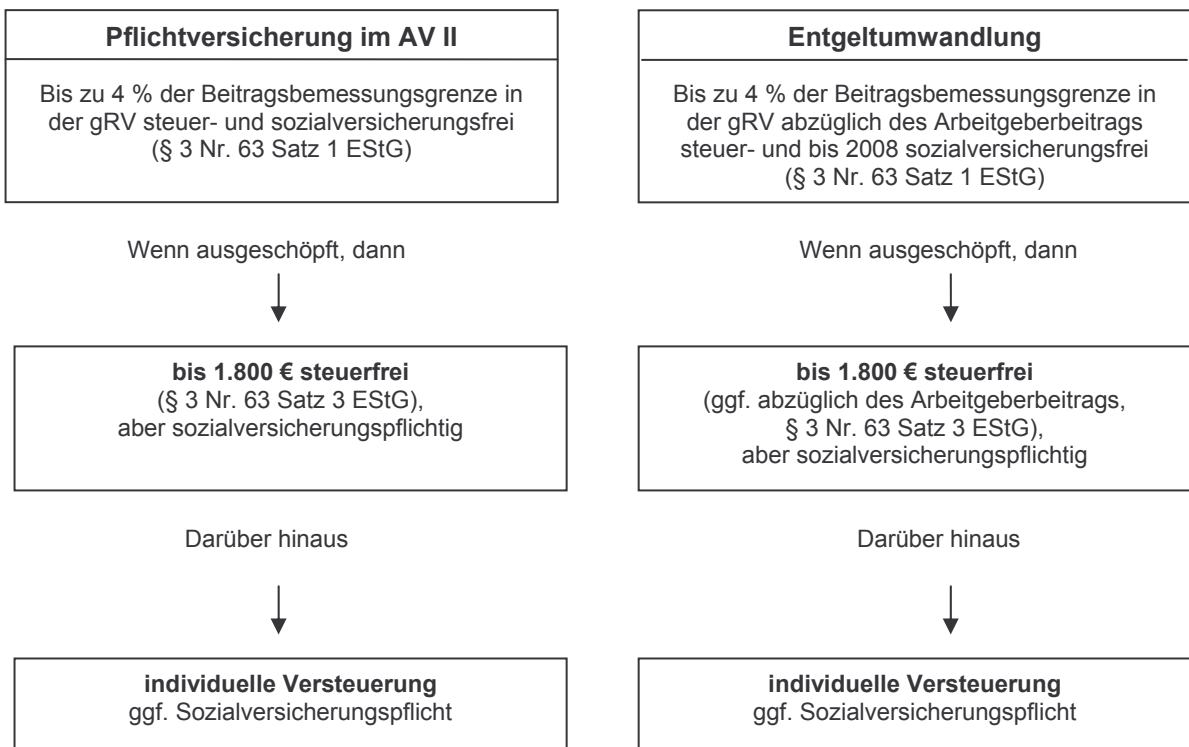 Pflichtversicherung im AV II
Bis zu 4 % der Beitragsbemessungsgrenze in
der gRV steuer- und sozialversicherungsfrei
(§ 3 Nr. 63 Satz 1 EStG)
Wenn ausgeschöpft, dann
bis 1.800 € steuerfrei
(§ 3 Nr. 63 Satz 3 EStG),
aber sozialversicherungspflichtig
Darüber hinaus
individuelle Versteuerung
ggf. Sozialversicherungspflicht
Entgeltumwandlung
Bis zu 4 % der Beitragsbemessungsgrenze in
der gRV abzüglich des Arbeitgeberbeitrags
steuer- und bis 2008 sozialversicherungsfrei
(§ 3 Nr. 63 Satz 1 EStG)
Wenn ausgeschöpft, dann
bis 1.800 € steuerfrei
(ggf. abzüglich des Arbeitgeberbeitrags,
§ 3 Nr. 63 Satz 3 EStG),
aber sozialversicherungspflichtig
Darüber hinaus
individuelle Versteuerung
ggf. Sozialversicherungspflicht